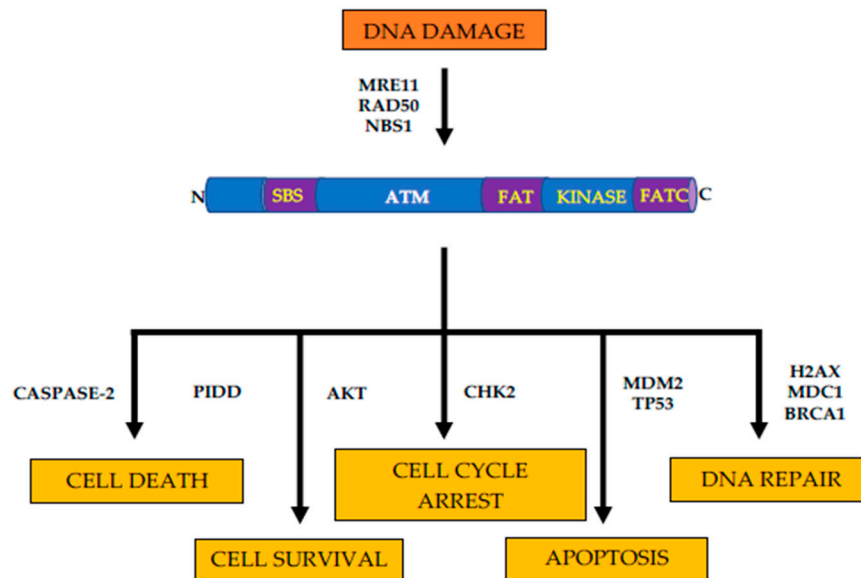 DNA DAMAGE
MRE11
RAD50
NBS1
N SBS ATM FAT KINASE FATC C
CASPASE-2 PIDD AKT CHK2 MDM2
TP53 H2AX
MDC1
BRCA1
CELL DEATH
CELL CYCLE
ARREST
DNA REPAIR
CELL SURVIVAL
APOPTOSIS